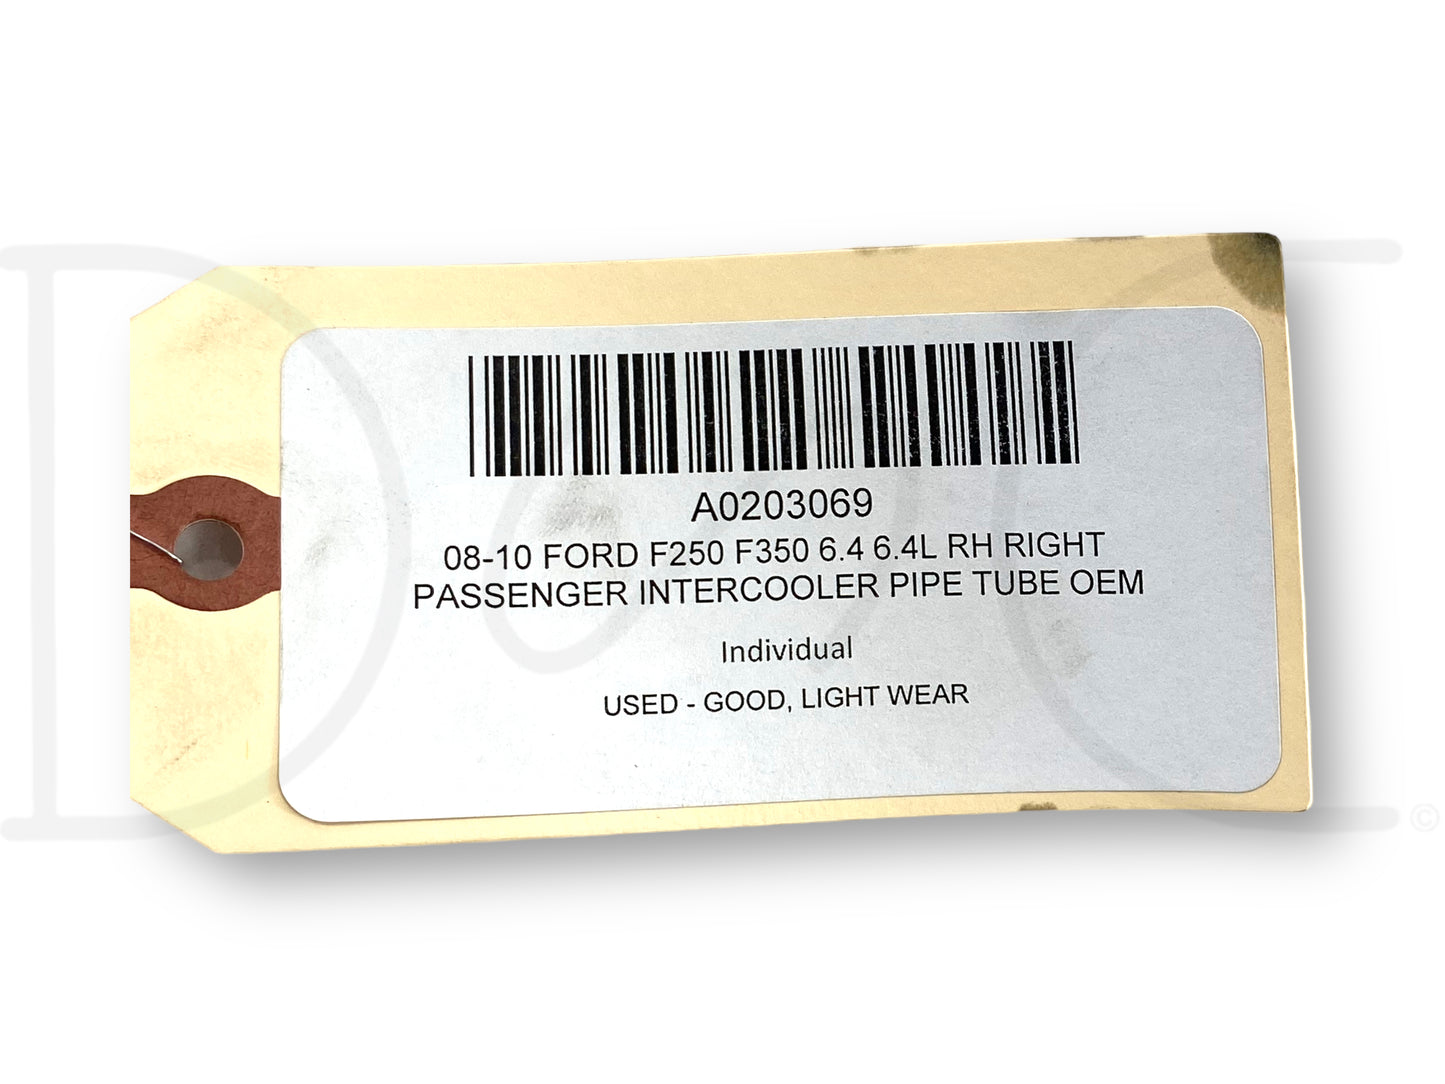 A0203069
08-10 FORD F250 F350 6.4 6.4L RH RIGHT
PASSENGER INTERCOOLER PIPE TUBE OEM
Individual
USED - GOOD, LIGHT WEAR
©